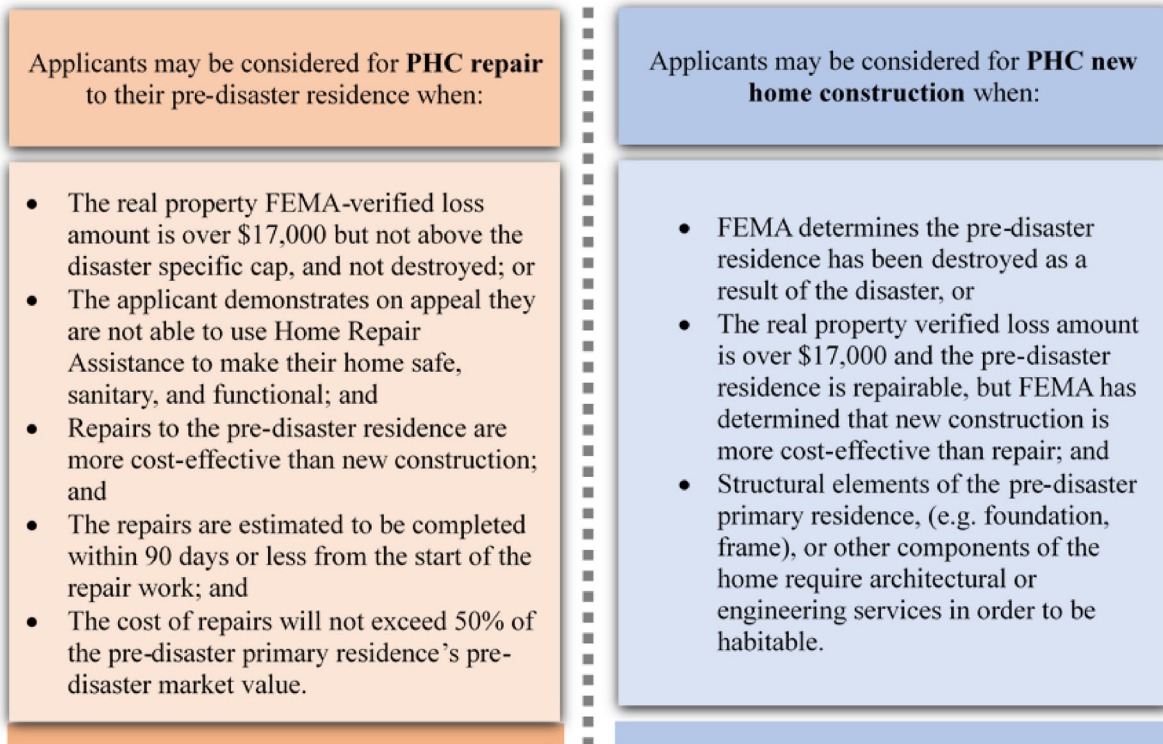 Applicants may be considered for PHC repair
to their pre-disaster residence when:
• The real property FEMA-verified loss
amount is over $17,000 but not above the
disaster specific cap, and not destroyed; or
• The applicant demonstrates on appeal they
are not able to use Home Repair
Assistance to make their home safe,
sanitary, and functional; and
• Repairs to the pre-disaster residence are
more cost-effective than new construction;
and
• The repairs are estimated to be completed
within 90 days or less from the start of the
repair work; and
• The cost of repairs will not exceed 50% of
the pre-disaster primary residence’s pre-
disaster market value.
Applicants may be considered for PHC new
home construction when:
• FEMA determines the pre-disaster
residence has been destroyed as a
result of the disaster, or
• The real property verified loss amount
is over $17,000 and the pre-disaster
residence is repairable, but FEMA has
determined that new construction is
more cost-effective than repair; and
• Structural elements of the pre-disaster
primary residence, (e.g. foundation,
frame), or other components of the
home require architectural or
engineering services in order to be
habitable.